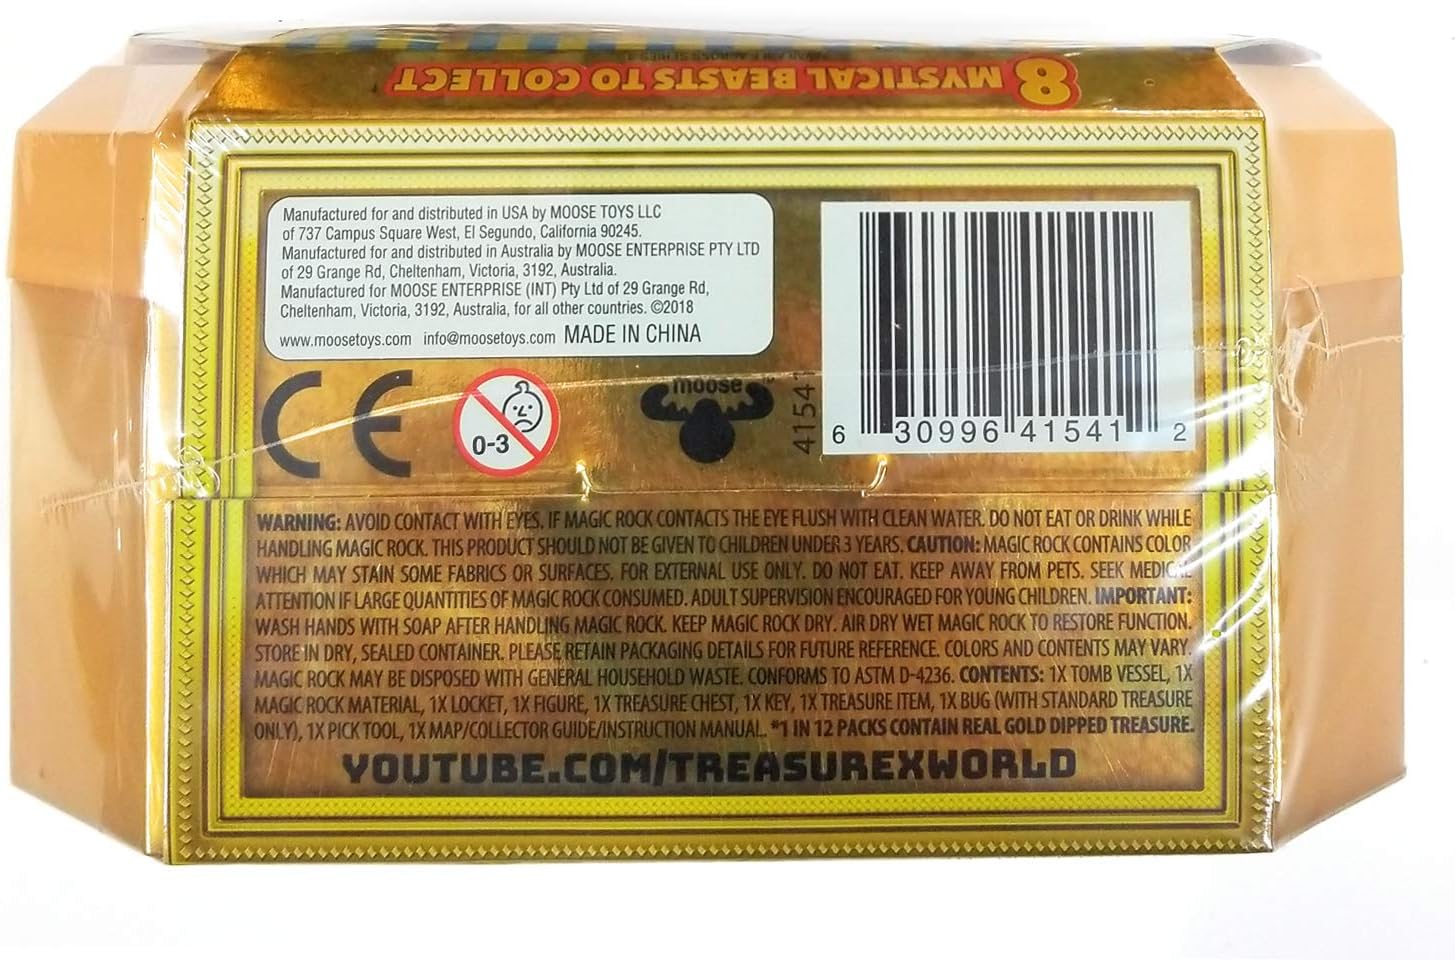 8 MYSTICAL BEASTS TO COLLECT
Manufactured for and distributed in USA by MOOSE TOYS LLC
of 737 Campus Square West, El Segundo, California 90245.
Manufactured for and distributed in Australia by MOOSE ENTERPRISE PTY LTD
of 29 Grange Rd, Cheltenham, Victoria, 3192, Australia.
Manufactured for MOOSE ENTERPRISE (INT) Pty Ltd of 29 Grange Rd,
Cheltenham, Victoria, 3192, Australia, for all other countries. ©2018
www.moosetoys.com info@moosetoys.com MADE IN CHINA
CE
0-3
moose
41541
6 30996 41541 2
WARNING: AVOID CONTACT WITH EYES. IF MAGIC ROCK CONTACTS THE EYE FLUSH WITH CLEAN WATER. DO NOT EAT OR DRINK WHILE
HANDLING MAGIC ROCK. THIS PRODUCT SHOULD NOT BE GIVEN TO CHILDREN UNDER 3 YEARS. CAUTION: MAGIC ROCK CONTAINS COLOR
WHICH MAY STAIN SOME FABRICS OR SURFACES. FOR EXTERNAL USE ONLY. DO NOT EAT. KEEP AWAY FROM PETS. SEEK MEDICAL
ATTENTION IF LARGE QUANTITIES OF MAGIC ROCK CONSUMED. ADULT SUPERVISION ENCOURAGED FOR YOUNG CHILDREN. IMPORTANT:
WASH HANDS WITH SOAP AFTER HANDLING MAGIC ROCK. KEEP MAGIC ROCK DRY. AIR DRY WET MAGIC ROCK TO RESTORE FUNCTION.
STORE IN DRY, SEALED CONTAINER. PLEASE RETAIN PACKAGING DETAILS FOR FUTURE REFERENCE. COLORS AND CONTENTS MAY VARY.
MAGIC ROCK MAY BE DISPOSED WITH GENERAL HOUSEHOLD WASTE. CONFORMS TO ASTM D-4236. CONTENTS: 1X TOMB VESSEL, 1X
MAGIC ROCK MATERIAL, 1X LOCKET, 1X FIGURE, 1X TREASURE CHEST, 1X KEY, 1X TREASURE ITEM, 1X BUG (WITH STANDARD TREASURE
ONLY), 1X PICK TOOL, 1X MAP/COLLECTOR GUIDE/INSTRUCTION MANUAL. *1 IN 12 PACKS CONTAIN REAL GOLD DIPPED TREASURE.
YOUTUBE.COM/TREASUREXWORLD